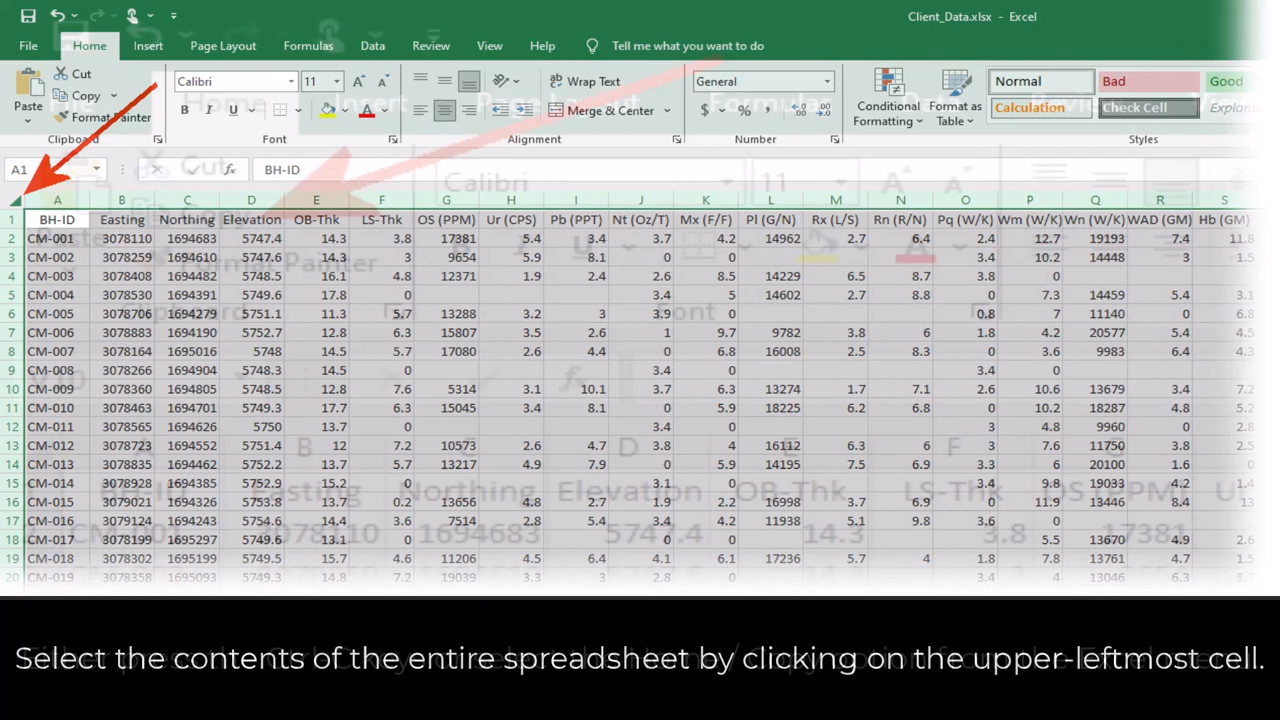 Client_Data.xlsx - Excel
File Home Insert Page Layout Formulas Data Review View Help Tell me what you want to do
Paste
Cut
Copy
Format Painter
Clipboard
Calibri 11
B I U
A A
ab Wrap Text
Merge & Center
Alignment
General
$ % ,
Number
Conditional Formatting
Format as Table
Normal Bad Good
Calculation Check Cell Explana
Styles
A1 fx BH-ID
A B C D E F G H I J K L M N O P Q R S
1 BH-ID Easting Northing Elevation OB-Thk LS-Thk OS (PPM) Ur (CPS) Pb (PPT) Nt (Oz/T) Mx (F/F) Pl (G/N) Rx (L/S) Rn (R/N) Pq (W/K) Wm (W/K) Wn (W/K) WAD (GM) Hb (GM)
2 CM-001 3078110 1694683 5747.4 14.3 3.8 17381 5.4 3.4 3.7 4.2 14962 2.7 6.4 2.4 12.7 19193 7.4 11.8
3 CM-002 3078259 1694610 5747.6 14.3 3 9654 5.9 8.1 0 3.4 10.2 14448 3 1.5
4 CM-003 3078408 1694482 5748.5 16.1 4.8 12371 1.9 2.4 2.6 8.5 14229 6.5 8.7 3.8 0
5 CM-004 3078530 1694391 5749.6 17.8 0 3.4 5 14602 2.7 8.8 0 7.3 14459 5.4 3.1
6 CM-005 3078706 1694279 5751.1 11.3 5.7 13288 3.2 3 3.9 0 0.8 7 11140 0 6.8
7 CM-006 3078883 1694190 5752.7 12.8 6.3 15807 3.5 2.6 1 9.7 9782 3.8 6 1.8 4.2 20577 5.4 4.5
8 CM-007 3078164 1695016 5748 14.5 5.7 17080 2.6 4.4 0 6.8 16008 2.5 8.3 0 3.6 9983 6.4 4.3
9 CM-008 3078266 1694904 5748.3 14.5 0 3.4 0 3.4 0
10 CM-009 3078360 1694805 5748.5 12.8 7.6 5314 3.1 10.1 3.7 6.3 13274 1.7 7.1 2.6 10.6 13679 3.4 7.2
11 CM-010 3078463 1694701 5749.3 17.7 6.3 15045 3.4 8.1 0 5.9 18225 6.2 6.8 0 10.2 18287 4.8 5.2
12 CM-011 3078565 1694626 5750 13.7 0 3.4 0 3 4.8 9960 0 2.8
13 CM-012 3078723 1694552 5751.4 12 7.2 10573 2.6 4.7 3.8 4 16112 6.3 6 3 7.6 11750 3.8 2.5
14 CM-013 3078835 1694462 5752.2 13.7 5.7 13217 4.9 7.9 0 5.9 14195 7.5 6.9 3.3 6 20100 1.6 0
15 CM-014 3078928 1694385 5752.9 15.2 0 3.1 0 3.4 9.8 19033 4.2 1.4
16 CM-015 3079021 1694326 5753.8 13.7 0.2 13656 4.8 2.7 1.9 2.2 16998 3.7 6.9 0 11.9 13446 8.4 13
17 CM-016 3079124 1694243 5754.6 14.4 3.6 7514 2.8 5.4 3.4 4.2 11938 5.1 9.8 3.6 0
18 CM-017 3078199 1695297 5749.6 13.1 0 0 5.5 13670 4.9 2.6
19 CM-018 3078302 1695199 5749.5 15.7 4.6 11206 4.5 6.4 4.1 6.1 17236 5.7 4 1.8 7.8 13761 4.7 1.5
20 CM-019 3078358 1695093 5749.3 14.8 7.2 19039 3.3 3 2.8 0 3.4 4 13046 6.3 8.7
Select the contents of the entire spreadsheet by clicking on the upper-leftmost cell.